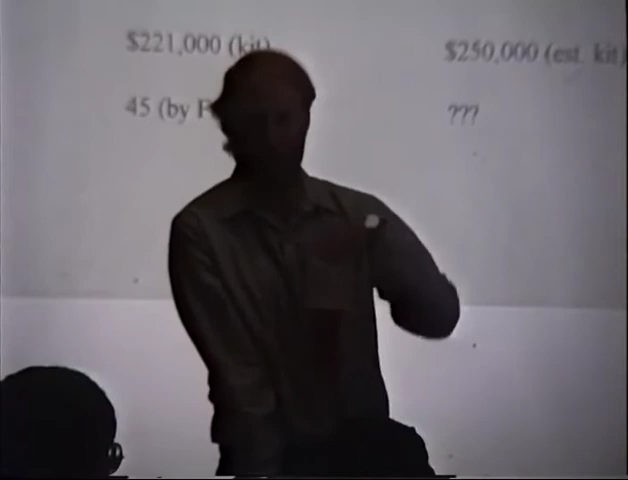 $221,000 (kit) $250,000 (est. kit)
45 (by ???